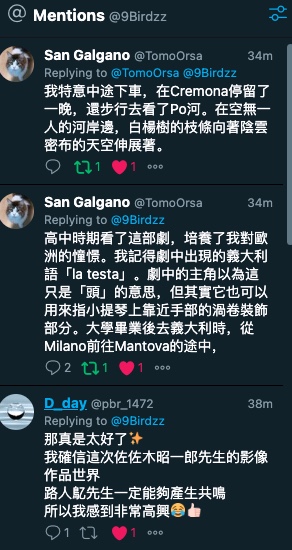 @ Mentions @9Birdzz
San Galgano @TomoOrsa 34m
Replying to @TomoOrsa @9Birdzz
我特意中途下車，在Cremona停留了
一晚，還步行去看了Po河。在空無一
人的河岸邊，白楊樹的枝條向著陰雲
密布的天空伸展著。
1 1
San Galgano @TomoOrsa 34m
Replying to @9Birdzz
高中時期看了這部劇，培養了我對歐
洲的憧憬。我記得劇中出現的義大利
語「la testa」。劇中的主角以為這
只是「頭」的意思，但其實它也可以
用來指小提琴上靠近手部的渦卷裝飾
部分。大學畢業後去義大利時，從
Milano前往Mantova的途中，
2 1 1
D_day @pbr_1472 38m
Replying to @9Birdzz
那真是太好了✨
我確信這次佐佐木昭一郎先生的影像
作品世界
路人髧先生一定能夠產生共鳴
所以我感到非常高興😂👍🏻
1 1